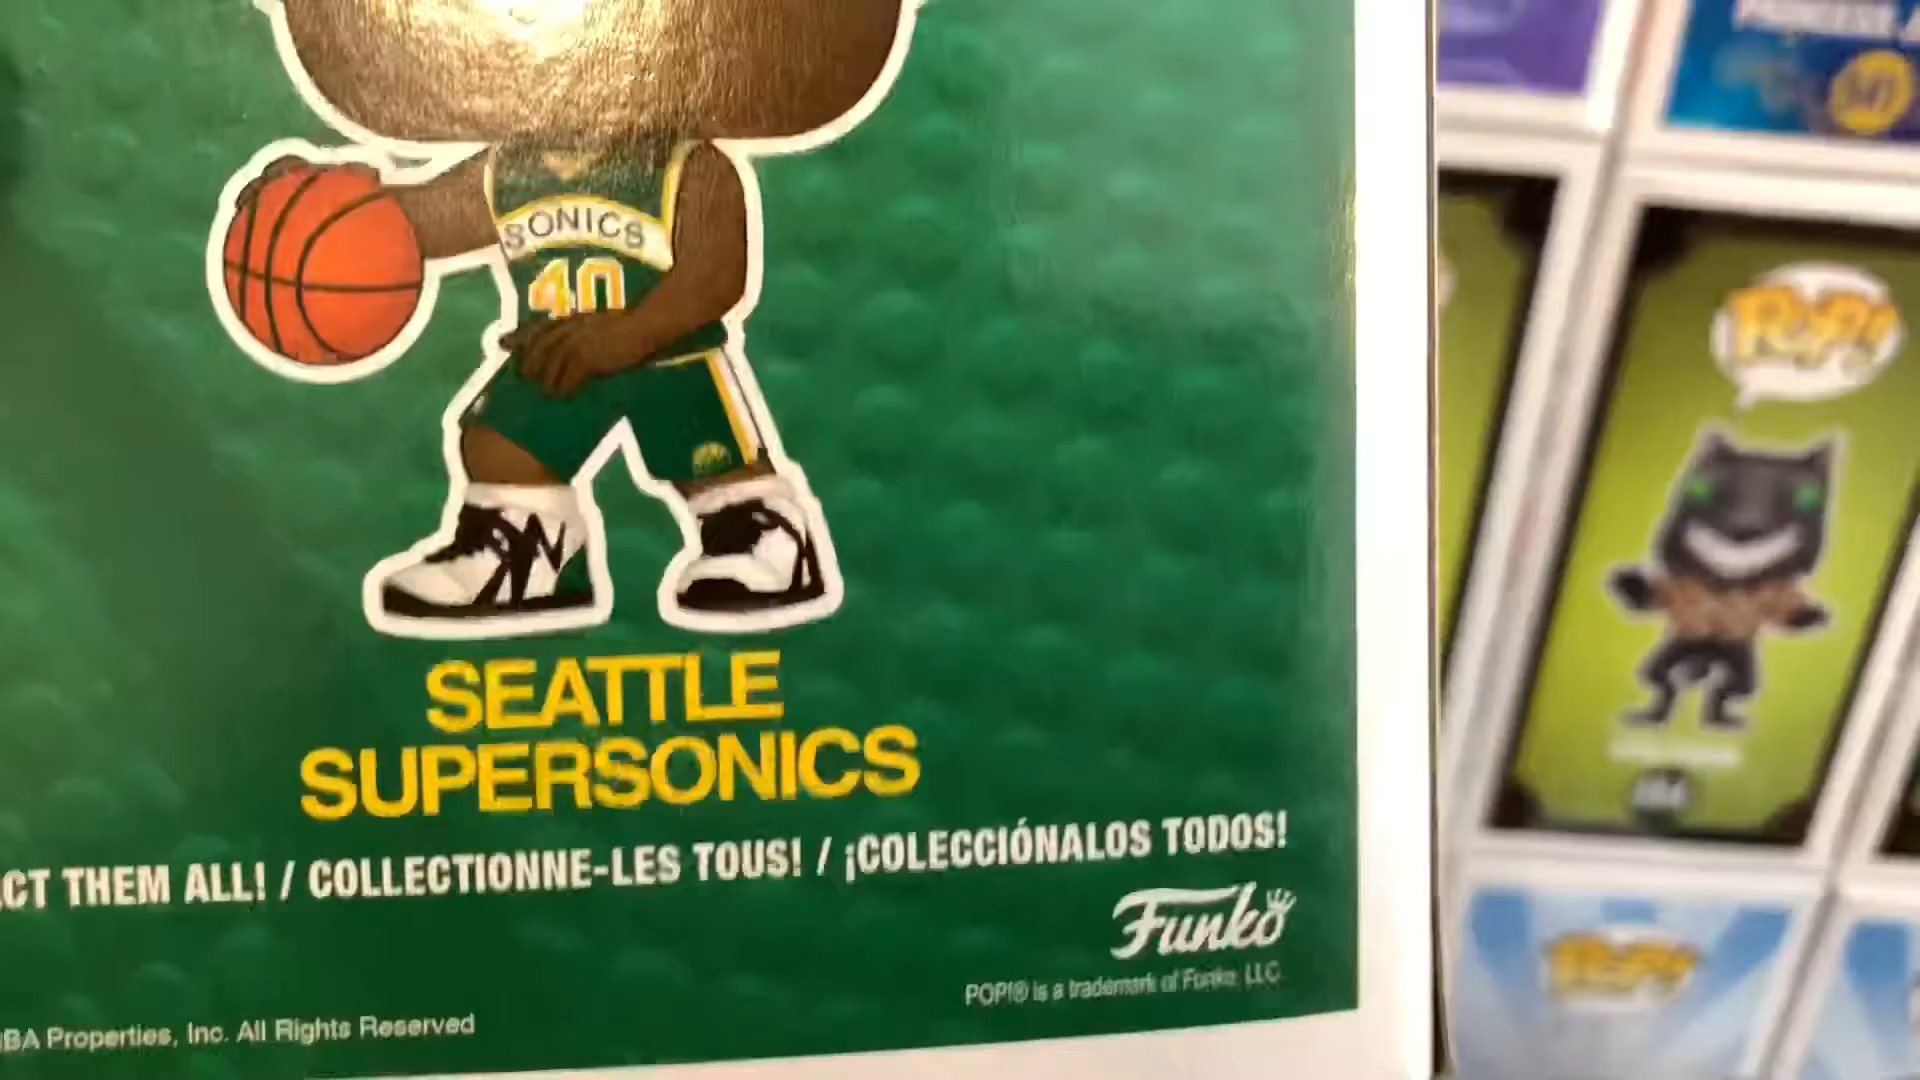 SONICS
40
SEATTLE
SUPERSONICS
CT THEM ALL! / COLLECTIONNE-LES TOUS! / ¡COLECCIÓNALOS TODOS!
Funko
POP!® is a trademark of Funko, LLC
BA Properties, Inc. All Rights Reserved
POP!
POP!